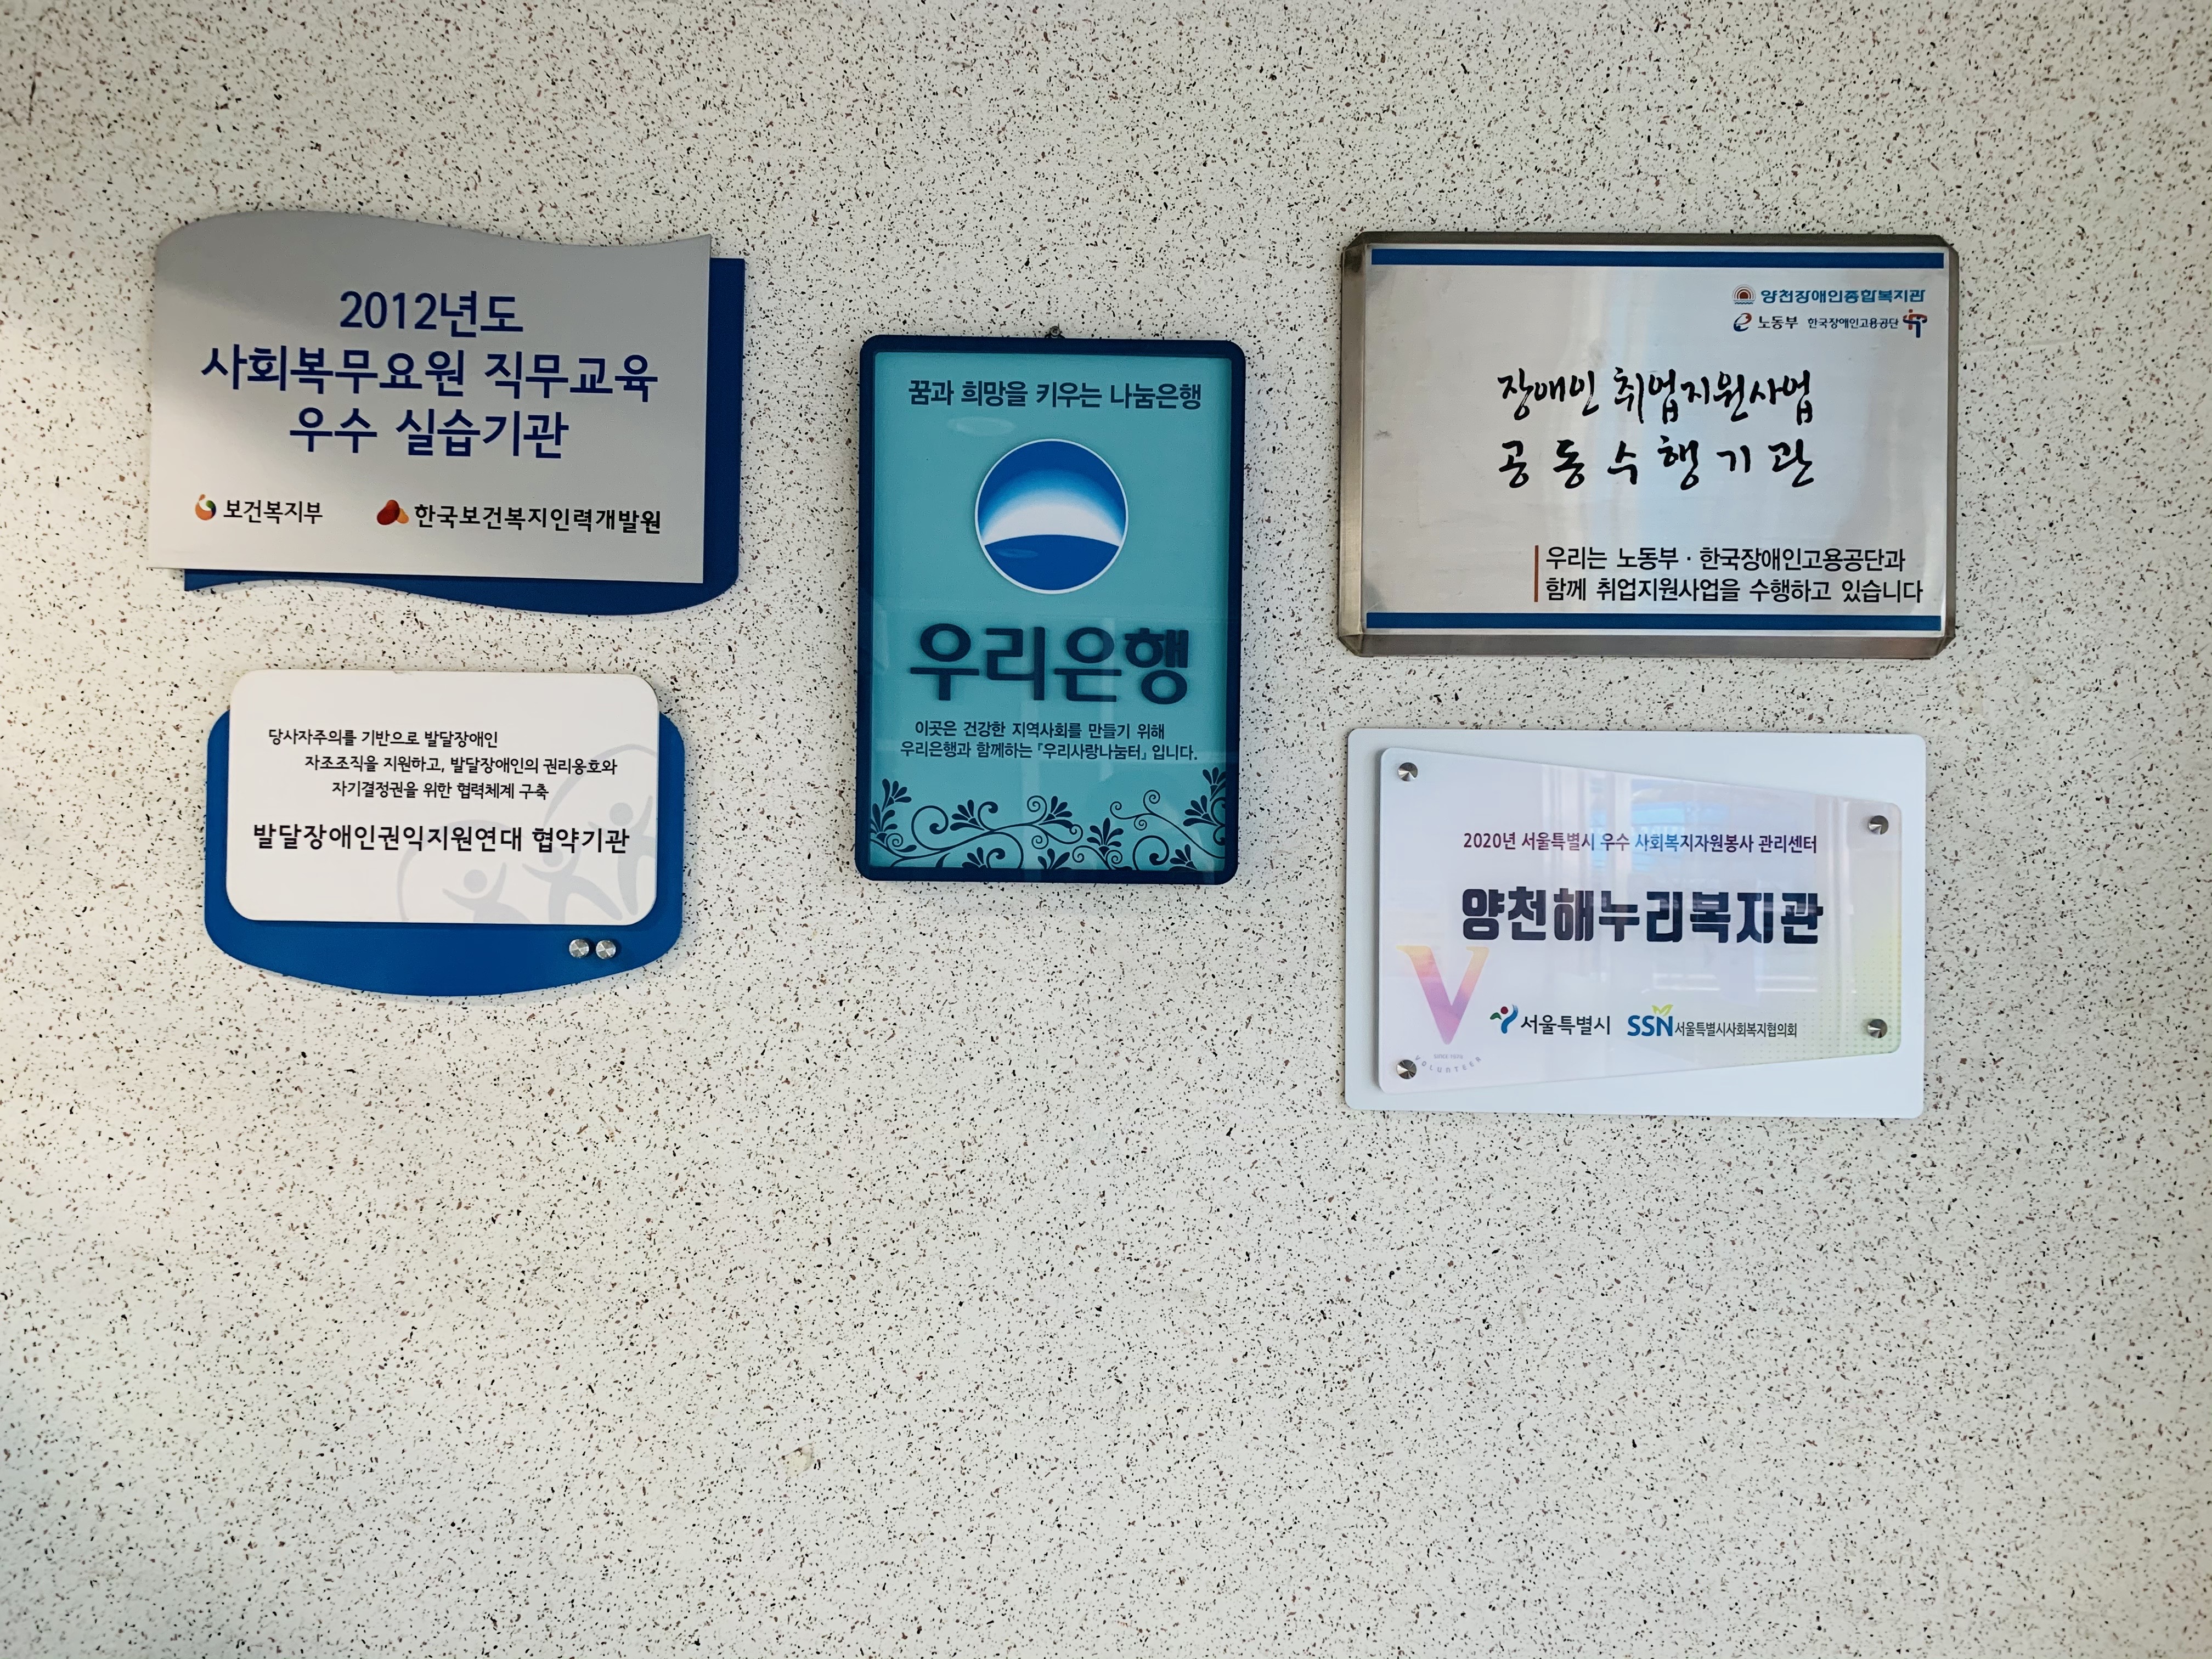 2012년도
사회복무요원 직무교육
우수 실습기관
보건복지부 한국보건복지인력개발원
당사자주의를 기반으로 발달장애인
자조조직을 지원하고, 발달장애인의 권리옹호와
자기결정권을 위한 협력체계 구축
발달장애인권익지원연대 협약기관
꿈과 희망을 키우는 나눔은행
우리은행
이곳은 건강한 지역사회를 만들기 위해
우리은행과 함께하는 「우리사랑나눔터」 입니다.
양천장애인종합복지관
노동부 한국장애인고용공단
장애인 취업지원사업
공동수행기관
우리는 노동부 · 한국장애인고용공단과
함께 취업지원사업을 수행하고 있습니다
2020년 서울특별시 우수 사회복지자원봉사 관리센터
양천해누리복지관
V
서울특별시 SSN 서울특별시사회복지협의회
VOLUNTEER